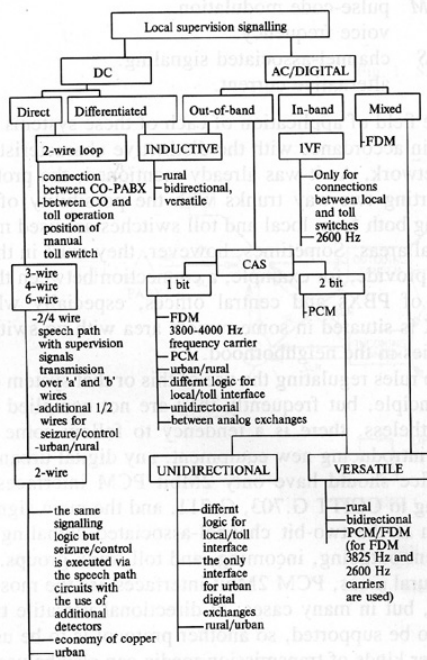 Local supervision signalling
DC
AC/DIGITAL
Direct
Differentiated
Out-of-band
In-band
Mixed
2-wire loop
-connection
between CO-PABX
-between CO and
toll operation
position of
manual
toll switch
INDUCTIVE
-rural
bidirectional,
versatile
1VF
-Only for
connections
between local
and toll
switches
-2600 Hz
-FDM
CAS
3-wire
4-wire
6-wire
-2/4 wire
speech path
with supervision
signals
transmission
over 'a' and 'b'
wires
-additional 1/2
wires for
seizure/control
-urban/rural
1 bit
-FDM
3800-4000 Hz
frequency carrier
-PCM
-urban/rural
-differnt logic for
local/toll interface
-unidirectorial
-between analog exchanges
2 bit
-PCM
2-wire
-the same
signalling
logic but
seizure/control
is executed via
the speech path
circuits with
the use of
additional
detectors
-economy of copper
-urban
UNIDIRECTIONAL
-differnt
logic for
local/toll
interface
-the only
interface
for urban
digital
exchanges
-rural/urban
VERSATILE
-rural
-bidirectional
-PCM/FDM
(for FDM
3825 Hz and
2600 Hz
carriers
are used)